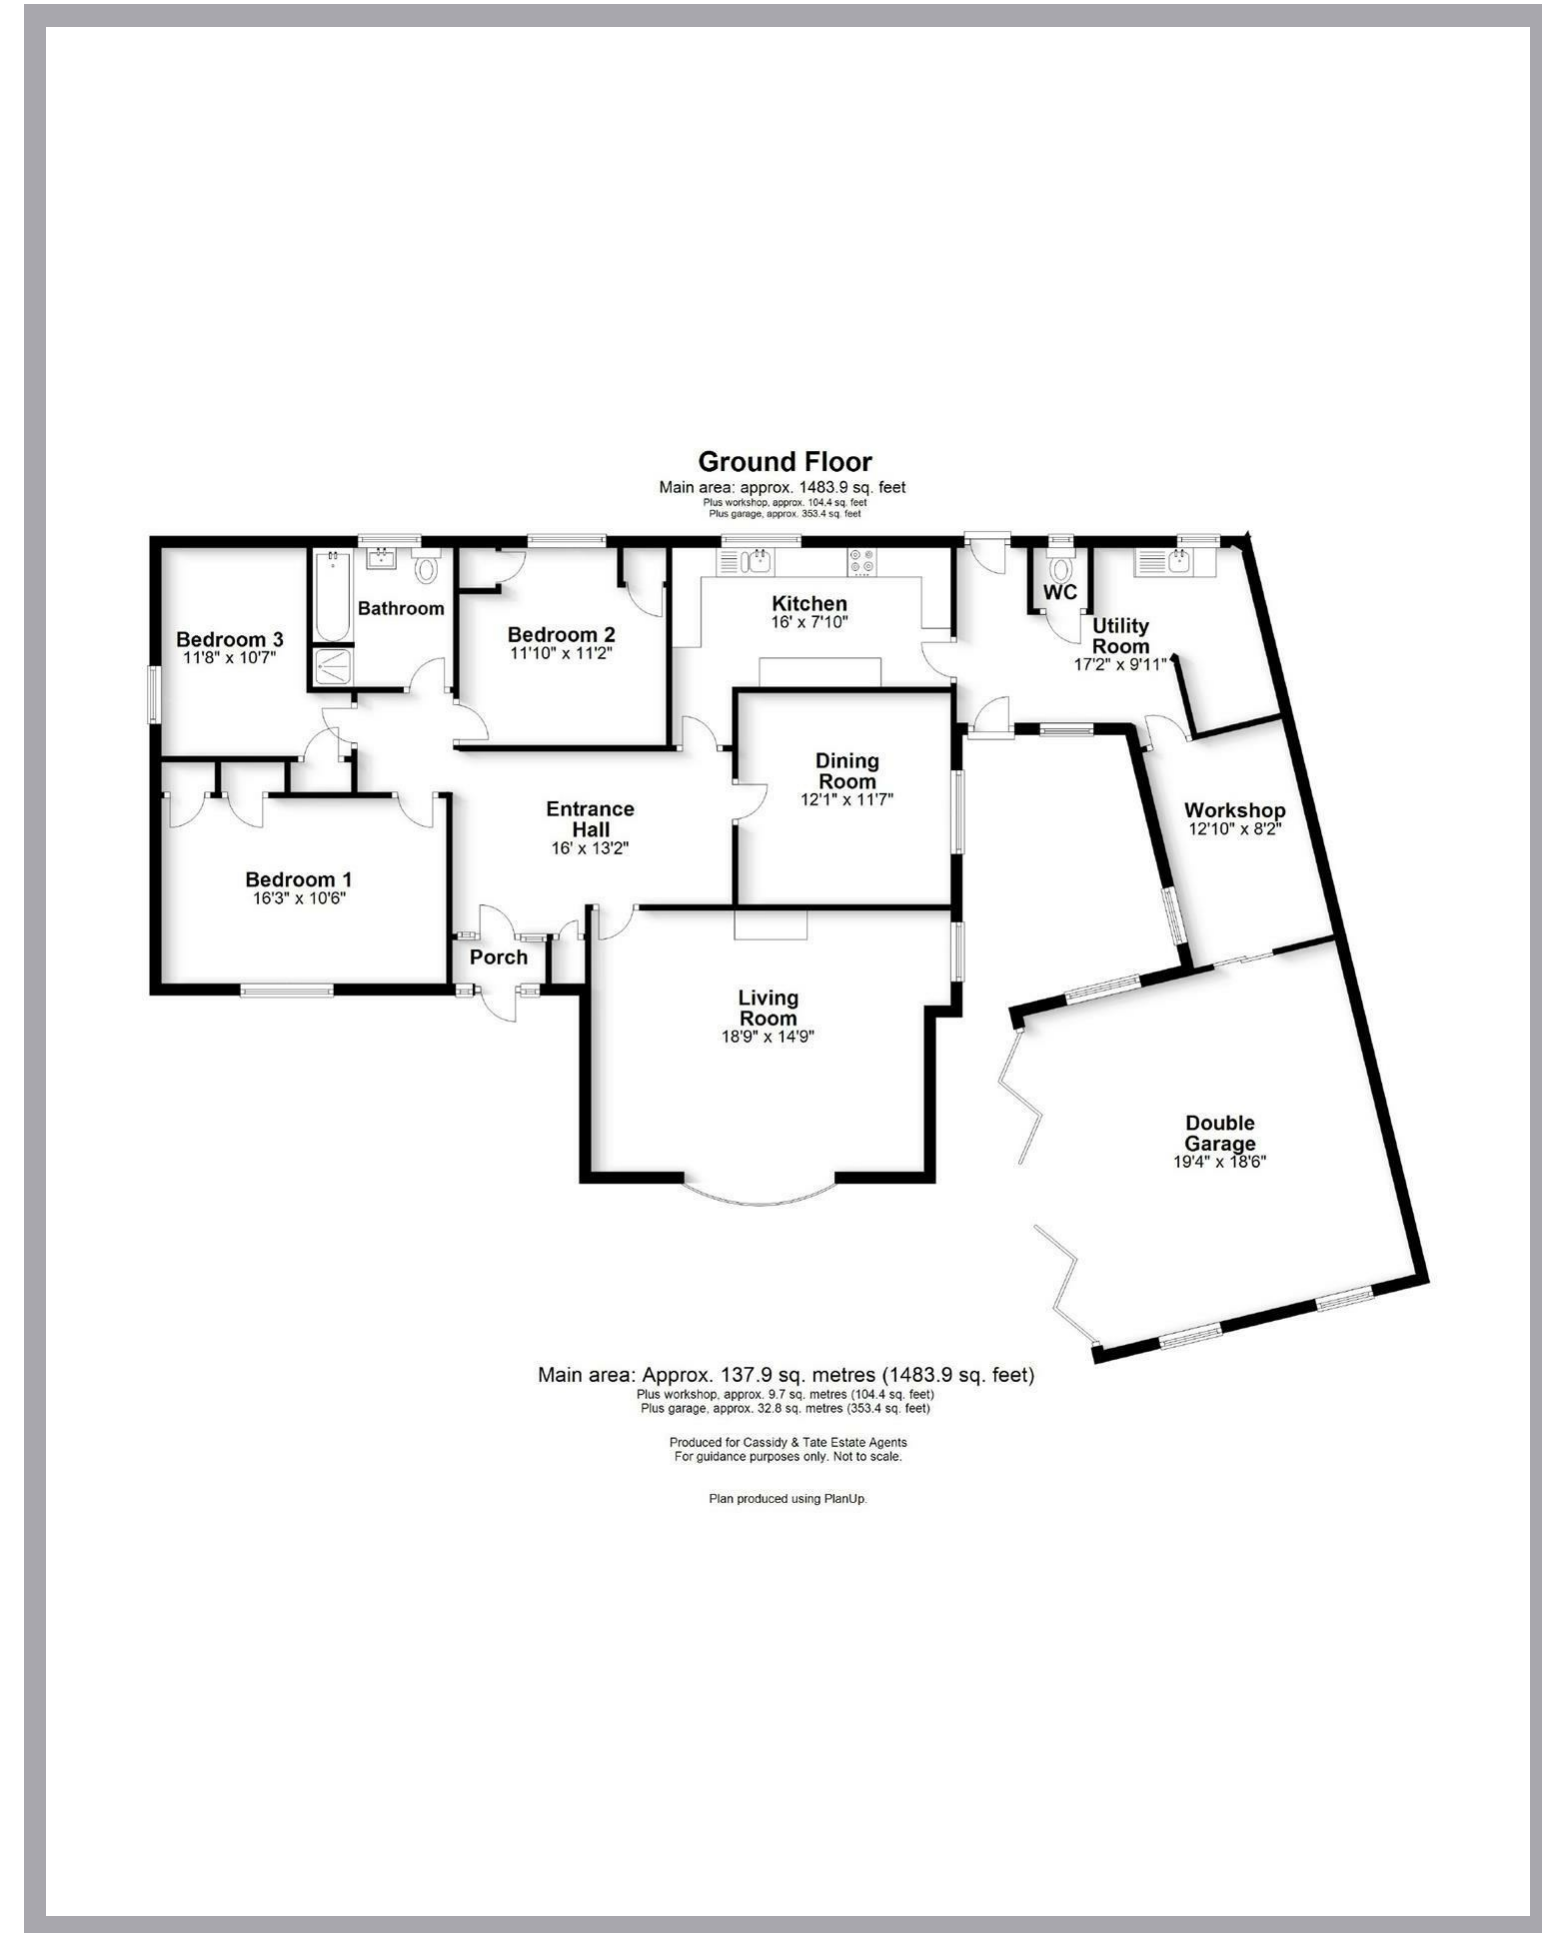 Ground Floor
Main area: approx. 1483.9 sq. feet
Plus workshop, approx. 104.4 sq. feet
Plus garage, approx. 353.4 sq. feet
Bedroom 3
11'8" x 10'7"
Bathroom
Bedroom 2
11'10" x 11'2"
Kitchen
16' x 7'10"
WC
Utility
Room
17'2" x 9'11"
Dining
Room
12'1" x 11'7"
Entrance
Hall
16' x 13'2"
Workshop
12'10" x 8'2"
Bedroom 1
16'3" x 10'6"
Porch
Living
Room
18'9" x 14'9"
Double
Garage
19'4" x 18'6"
Main area: Approx. 137.9 sq. metres (1483.9 sq. feet)
Plus workshop, approx. 9.7 sq. metres (104.4 sq. feet)
Plus garage, approx. 32.8 sq. metres (353.4 sq. feet)
Produced for Cassidy & Tate Estate Agents
For guidance purposes only. Not to scale.
Plan produced using PlanUp.